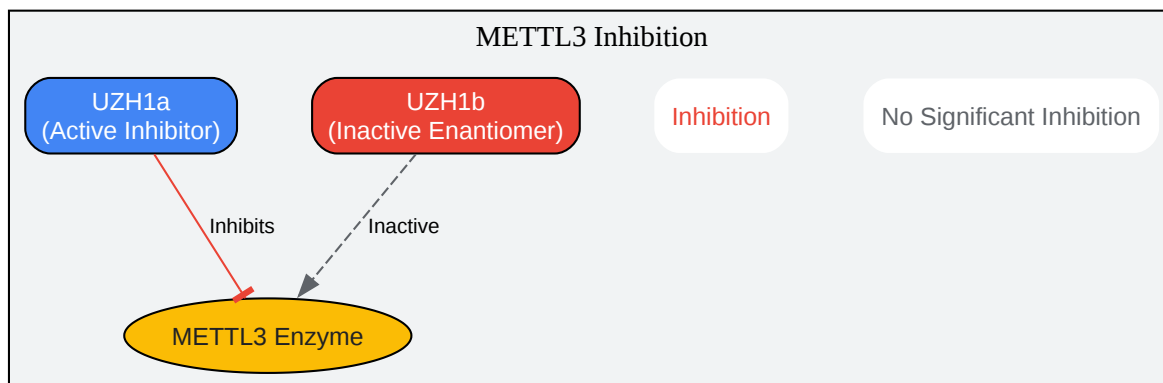 METTL3 Inhibition
UZH1a
(Active Inhibitor)
UZH1b
(Inactive Enantiomer)
Inhibition
No Significant Inhibition
Inhibits
Inactive
METTL3 Enzyme